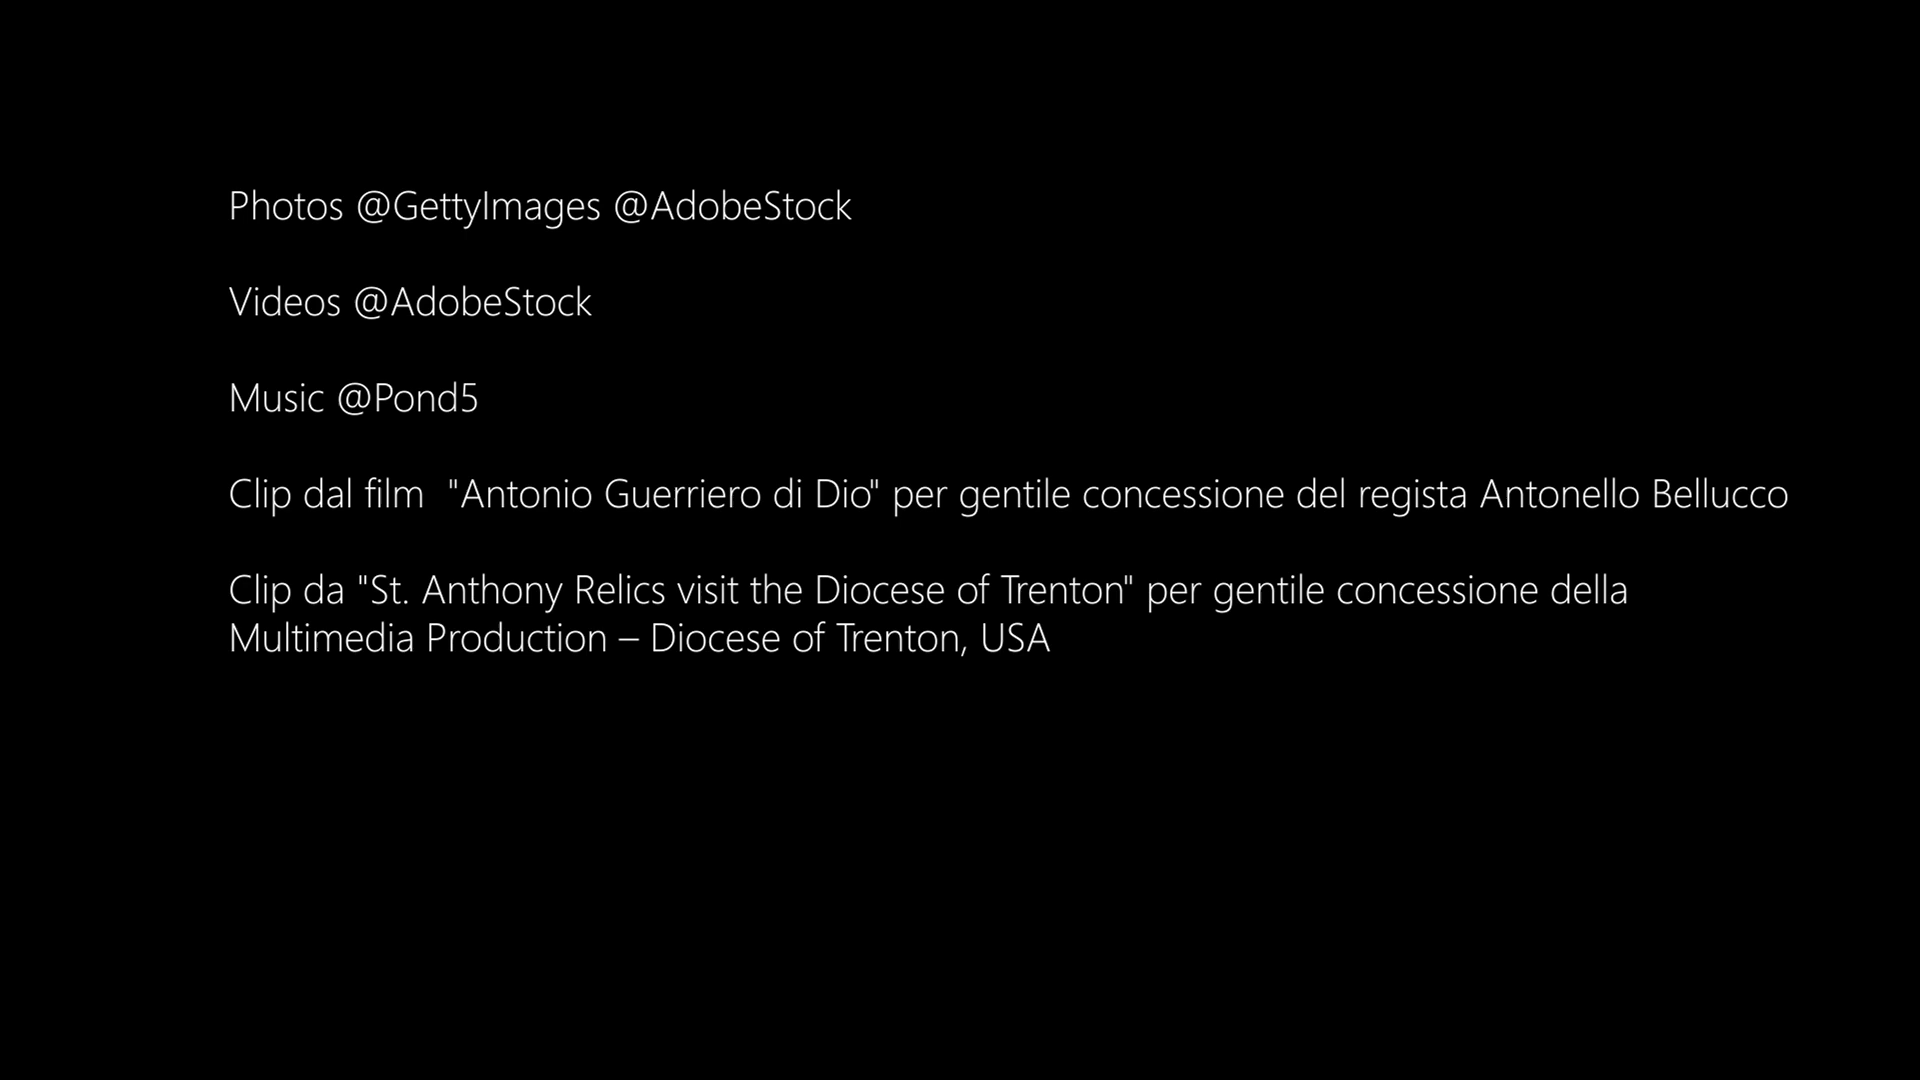 Photos @GettyImages @AdobeStock
Videos @AdobeStock
Music @Pond5
Clip dal film  "Antonio Guerriero di Dio" per gentile concessione del regista Antonello Bellucco
Clip da "St. Anthony Relics visit the Diocese of Trenton" per gentile concessione della
Multimedia Production – Diocese of Trenton, USA